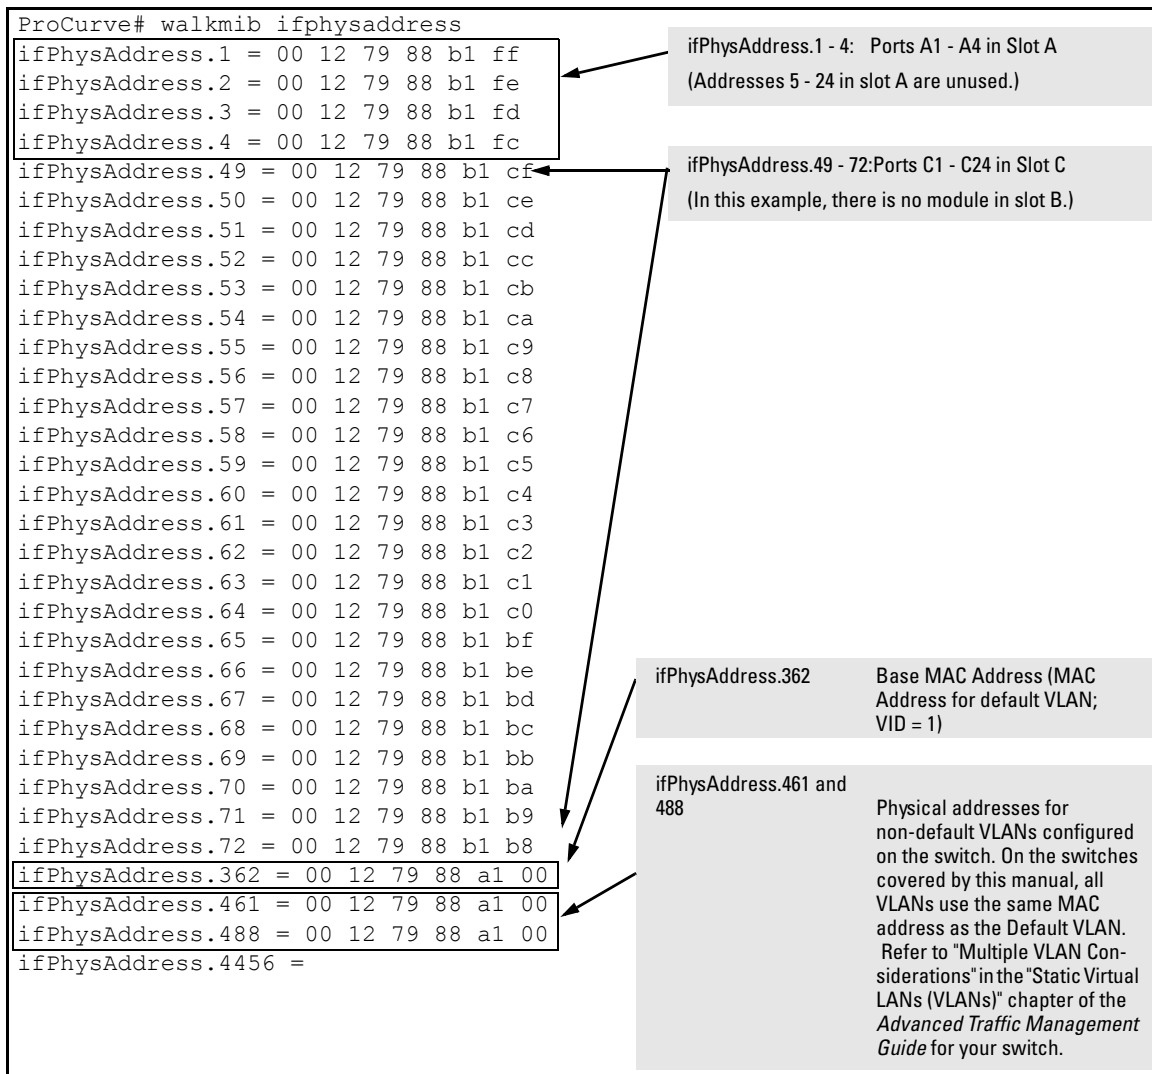 ProCurve# walkmib ifphysaddress
ifPhysAddress.1 = 00 12 79 88 b1 ff
ifPhysAddress.2 = 00 12 79 88 b1 fe
ifPhysAddress.3 = 00 12 79 88 b1 fd
ifPhysAddress.4 = 00 12 79 88 b1 fc
ifPhysAddress.49 = 00 12 79 88 b1 cf
ifPhysAddress.50 = 00 12 79 88 b1 ce
ifPhysAddress.51 = 00 12 79 88 b1 cd
ifPhysAddress.52 = 00 12 79 88 b1 cc
ifPhysAddress.53 = 00 12 79 88 b1 cb
ifPhysAddress.54 = 00 12 79 88 b1 ca
ifPhysAddress.55 = 00 12 79 88 b1 c9
ifPhysAddress.56 = 00 12 79 88 b1 c8
ifPhysAddress.57 = 00 12 79 88 b1 c7
ifPhysAddress.58 = 00 12 79 88 b1 c6
ifPhysAddress.59 = 00 12 79 88 b1 c5
ifPhysAddress.60 = 00 12 79 88 b1 c4
ifPhysAddress.61 = 00 12 79 88 b1 c3
ifPhysAddress.62 = 00 12 79 88 b1 c2
ifPhysAddress.63 = 00 12 79 88 b1 c1
ifPhysAddress.64 = 00 12 79 88 b1 c0
ifPhysAddress.65 = 00 12 79 88 b1 bf
ifPhysAddress.66 = 00 12 79 88 b1 be
ifPhysAddress.67 = 00 12 79 88 b1 bd
ifPhysAddress.68 = 00 12 79 88 b1 bc
ifPhysAddress.69 = 00 12 79 88 b1 bb
ifPhysAddress.70 = 00 12 79 88 b1 ba
ifPhysAddress.71 = 00 12 79 88 b1 b9
ifPhysAddress.72 = 00 12 79 88 b1 b8
ifPhysAddress.362 = 00 12 79 88 a1 00
ifPhysAddress.461 = 00 12 79 88 a1 00
ifPhysAddress.488 = 00 12 79 88 a1 00
ifPhysAddress.4456 =
ifPhysAddress.1 - 4: Ports A1 - A4 in Slot A
(Addresses 5 - 24 in slot A are unused.)
ifPhysAddress.49 - 72:Ports C1 - C24 in Slot C
(In this example, there is no module in slot B.)
ifPhysAddress.362 Base MAC Address (MAC
Address for default VLAN;
VID = 1)
ifPhysAddress.461 and
488
Physical addresses for
non-default VLANs configured
on the switch. On the switches
covered by this manual, all
VLANs use the same MAC
address as the Default VLAN.
Refer to "Multiple VLAN Con-
siderations" in the "Static Virtual
LANs (VLANs)" chapter of the
Advanced Traffic Management
Guide for your switch.